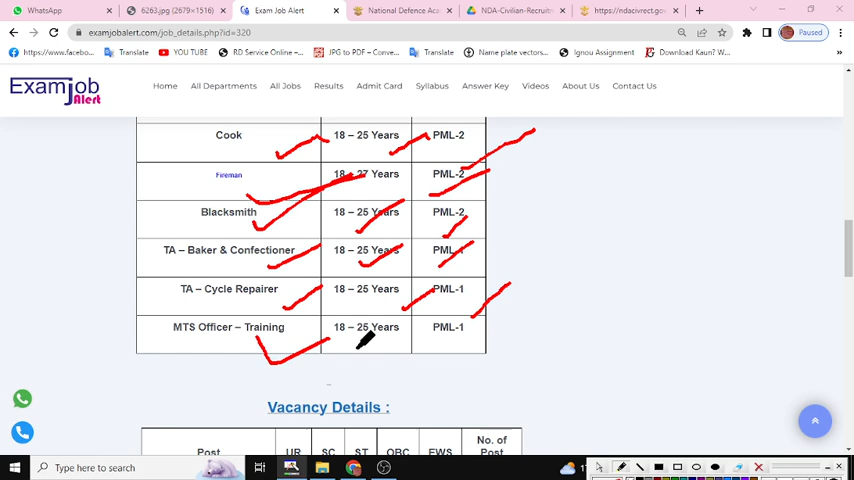 WhatsApp
6263.jpg (2679×1516)
Exam Job Alert
National Defence Acade
NDA-Civilian-Recruitm
https://ndacivrect.gov.
examjobalert.com/job_details.php?id=320
Paused
https://www.facebo...
Translate
YOU TUBE
RD Service Onlin...
JPG to PDF – Conve...
Translate
Name plate vectors...
Ignou Assignment
Download Kaun? W...
ExamJob
Alert
Home
All Departments
All Jobs
Results
Admit Card
Syllabus
Answer Key
Videos
About Us
Contact Us
Cook 18 – 25 Years PML-2
Fireman 18 – 27 Years PML-2
Blacksmith 18 – 25 Years PML-2
TA – Baker & Confectioner 18 – 25 Years PML-1
TA – Cycle Repairer 18 – 25 Years PML-1
MTS Officer – Training 18 – 25 Years PML-1
Vacancy Details :
Post UR SC ST OBC EWS No. of
Post
Type here to search